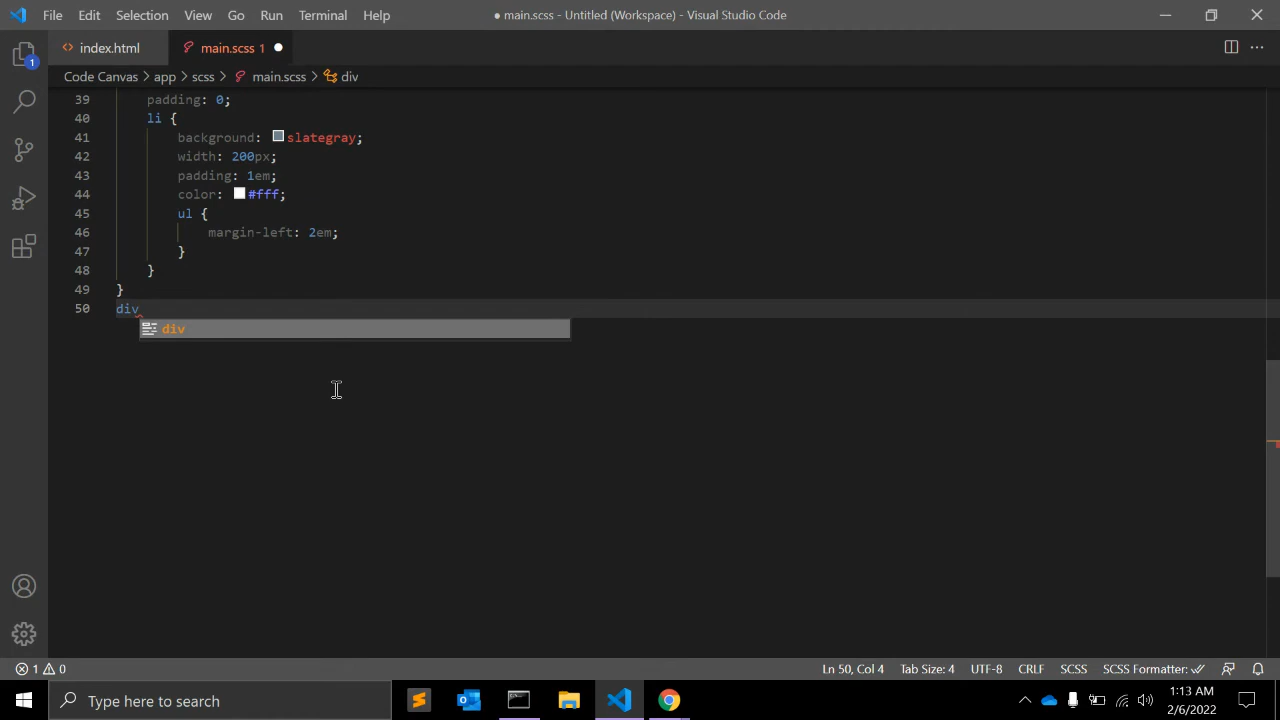 File Edit Selection View Go Run Terminal Help
● main.scss - Untitled (Workspace) - Visual Studio Code
index.html
main.scss 1
Code Canvas > app > scss > main.scss > div
39 padding: 0;
40 li {
41 background: slategray;
42 width: 200px;
43 padding: 1em;
44 color: #fff;
45 ul {
46 margin-left: 2em;
47 }
48 }
49 }
50 div
div
1
1 0
Ln 50, Col 4 Tab Size: 4 UTF-8 CRLF SCSS SCSS Formatter:
Type here to search
1:13 AM
2/6/2022